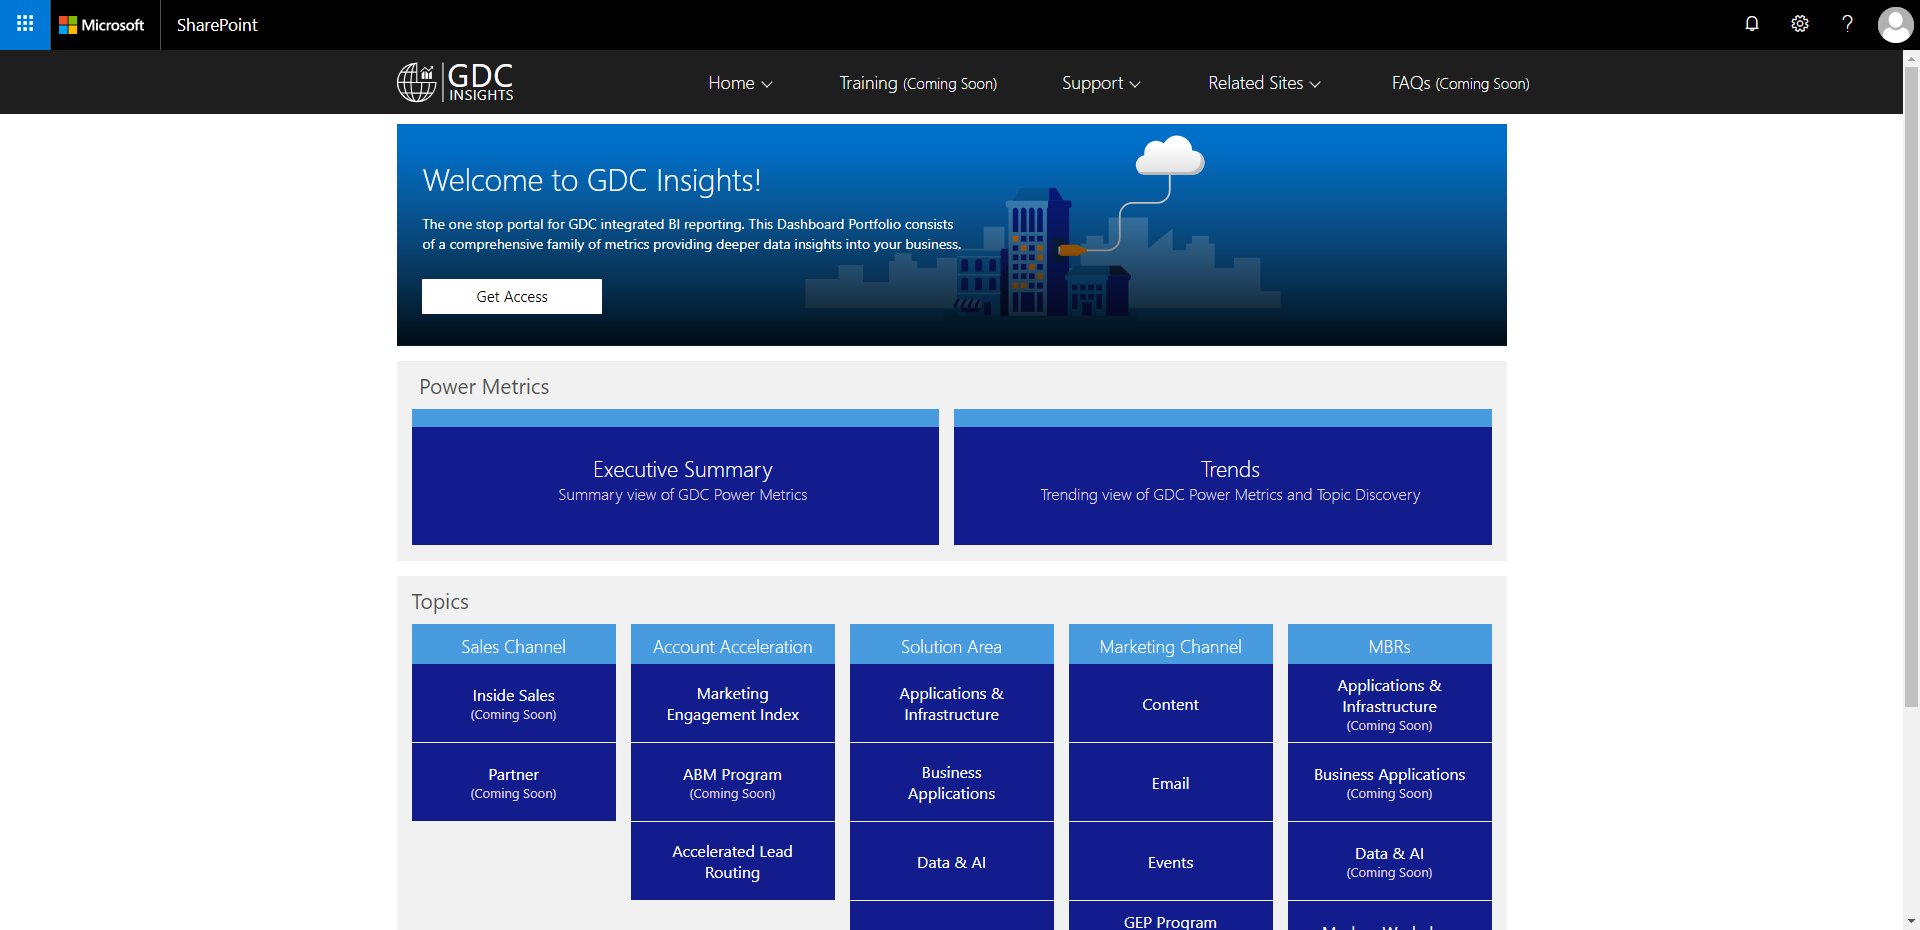 Microsoft
SharePoint
GDC
INSIGHTS
Home
Training (Coming Soon)
Support
Related Sites
FAQs (Coming Soon)
Welcome to GDC Insights!
The one stop portal for GDC integrated BI reporting. This Dashboard Portfolio consists
of a comprehensive family of metrics providing deeper data insights into your business.
Get Access
Power Metrics
Executive Summary
Summary view of GDC Power Metrics
Trends
Trending view of GDC Power Metrics and Topic Discovery
Topics
Sales Channel
Inside Sales
(Coming Soon)
Partner
(Coming Soon)
Account Acceleration
Marketing
Engagement Index
ABM Program
(Coming Soon)
Accelerated Lead
Routing
Solution Area
Applications &
Infrastructure
Business
Applications
Data & AI
Marketing Channel
Content
Email
Events
GEP Program
MBRs
Applications &
Infrastructure
(Coming Soon)
Business Applications
(Coming Soon)
Data & AI
(Coming Soon)